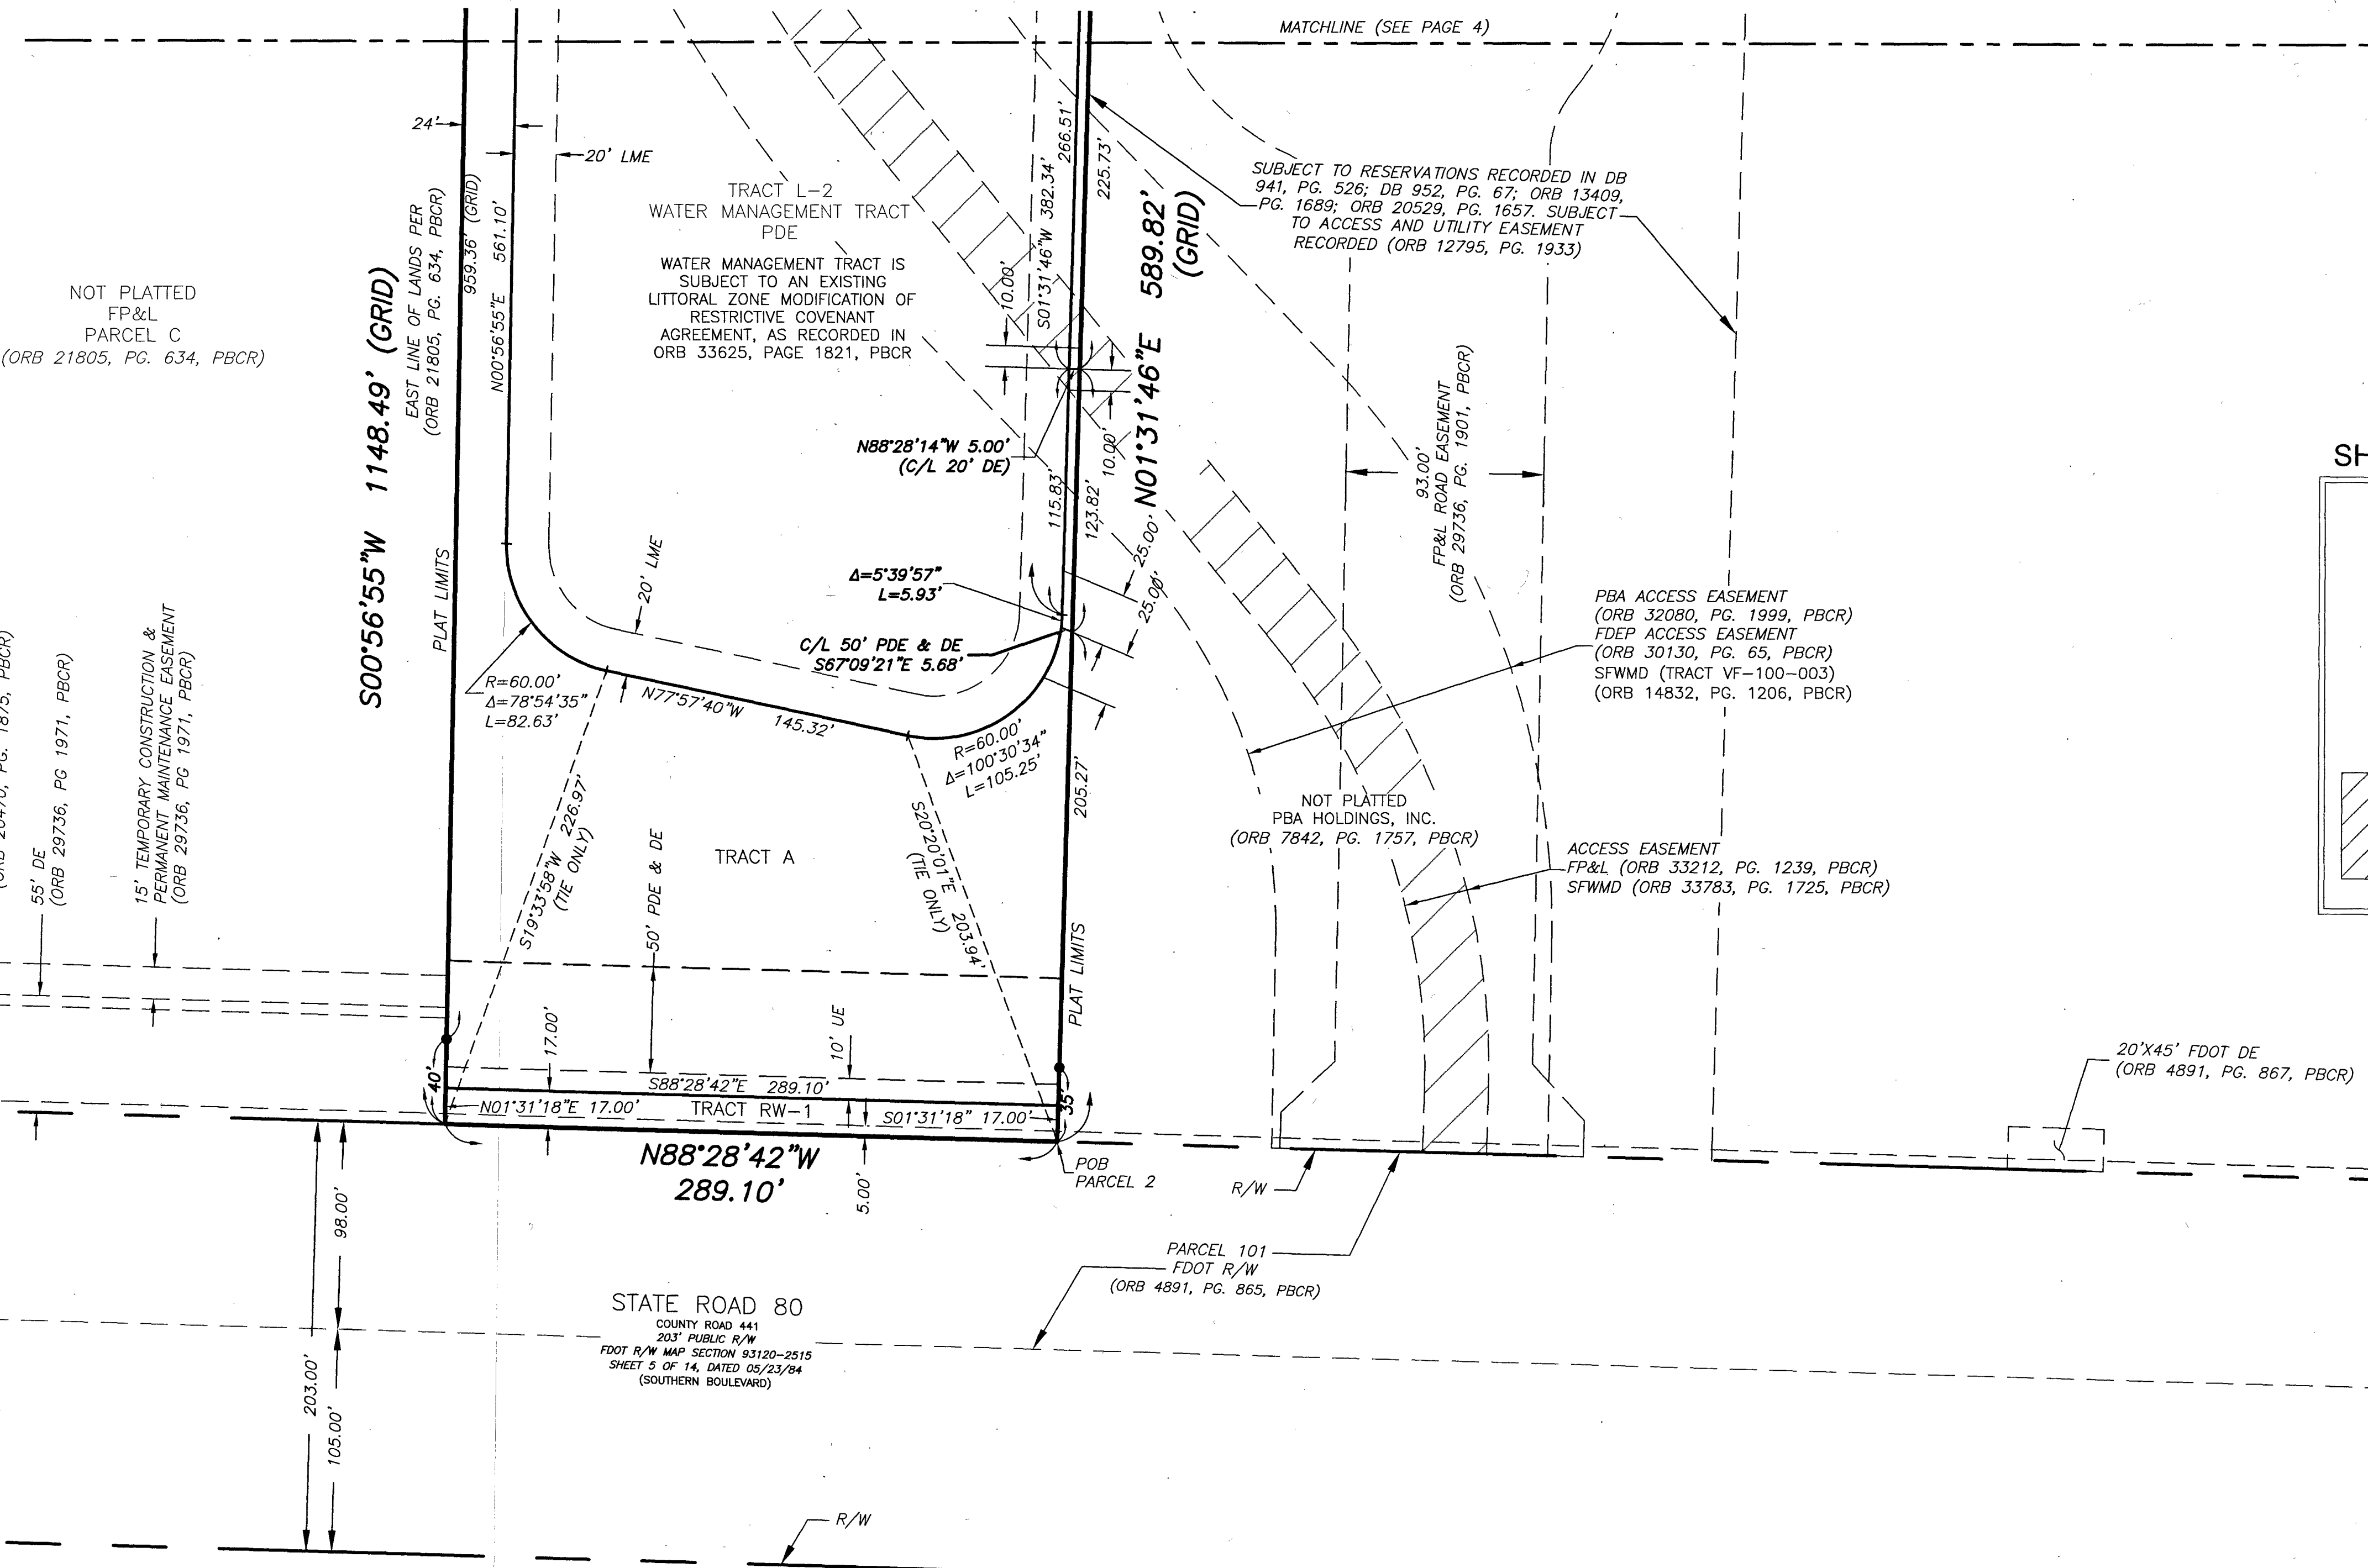 MATCHLINE (SEE PAGE 4)
24'
20' LME
TRACT L-2
WATER MANAGEMENT TRACT
PDE
WATER MANAGEMENT TRACT IS
SUBJECT TO AN EXISTING
LITTORAL ZONE MODIFICATION OF
RESTRICTIVE COVENANT
AGREEMENT, AS RECORDED IN
ORB 33625, PAGE 1821, PBCR
SUBJECT TO RESERVATIONS RECORDED IN DB
941, PG. 526; DB 952, PG. 67; ORB 13409,
PG. 1689; ORB 20529, PG. 1657. SUBJECT
TO ACCESS AND UTILITY EASEMENT
RECORDED (ORB 12795, PG. 1933)
NOT PLATTED
FP&L
PARCEL C
(ORB 21805, PG. 634, PBCR)
S00°56'55"W 1148.49' (GRID)
EAST LINE OF LANDS PER
(ORB 21805, PG. 634, PBCR)
959.36' (GRID)
N00°56'55"E 561.10'
PLAT LIMITS
10.00'
S01°31'46"W 382.34'
266.51'
225.73'
N01°31'46"E 589.82'
(GRID)
N88°28'14"W 5.00'
(C/L 20' DE)
10.00'
115.83'
123.82'
25.00'
25.00'
93.00'
FP&L ROAD EASEMENT
(ORB 29736, PG. 1901, PBCR)
SH
20' LME
Δ=5°39'57"
L=5.93'
C/L 50' PDE & DE
S67°09'21"E 5.68'
R=60.00'
Δ=78°54'35"
L=82.63'
N77°57'40"W 145.32'
R=60.00'
Δ=100°30'34"
L=105.25'
205.27'
PBA ACCESS EASEMENT
(ORB 32080, PG. 1999, PBCR)
FDEP ACCESS EASEMENT
(ORB 30130, PG. 65, PBCR)
SFWMD (TRACT VF-100-003)
(ORB 14832, PG. 1206, PBCR)
PG. 1875, PBCR)
55' DE
(ORB 29736, PG 1971, PBCR)
15' TEMPORARY CONSTRUCTION &
PERMANENT MAINTENANCE EASEMENT
(ORB 29736, PG 1971, PBCR)
S19°33'58"W 226.97'
(TIE ONLY)
TRACT A
S20°20'01"E 203.94'
(TIE ONLY)
50' PDE & DE
PLAT LIMITS
NOT PLATTED
PBA HOLDINGS, INC.
(ORB 7842, PG. 1757, PBCR)
ACCESS EASEMENT
FP&L (ORB 33212, PG. 1239, PBCR)
SFWMD (ORB 33783, PG. 1725, PBCR)
17.00'
10' UE
40'
35'
S88°28'42"E 289.10'
N01°31'18"E 17.00'
TRACT RW-1
S01°31'18" 17.00'
N88°28'42"W
289.10'
5.00'
POB
PARCEL 2
R/W
20'X45' FDOT DE
(ORB 4891, PG. 867, PBCR)
PARCEL 101
FDOT R/W
(ORB 4891, PG. 865, PBCR)
98.00'
203.00'
105.00'
STATE ROAD 80
COUNTY ROAD 441
203' PUBLIC R/W
FDOT R/W MAP SECTION 93120-2515
SHEET 5 OF 14, DATED 05/23/84
(SOUTHERN BOULEVARD)
R/W